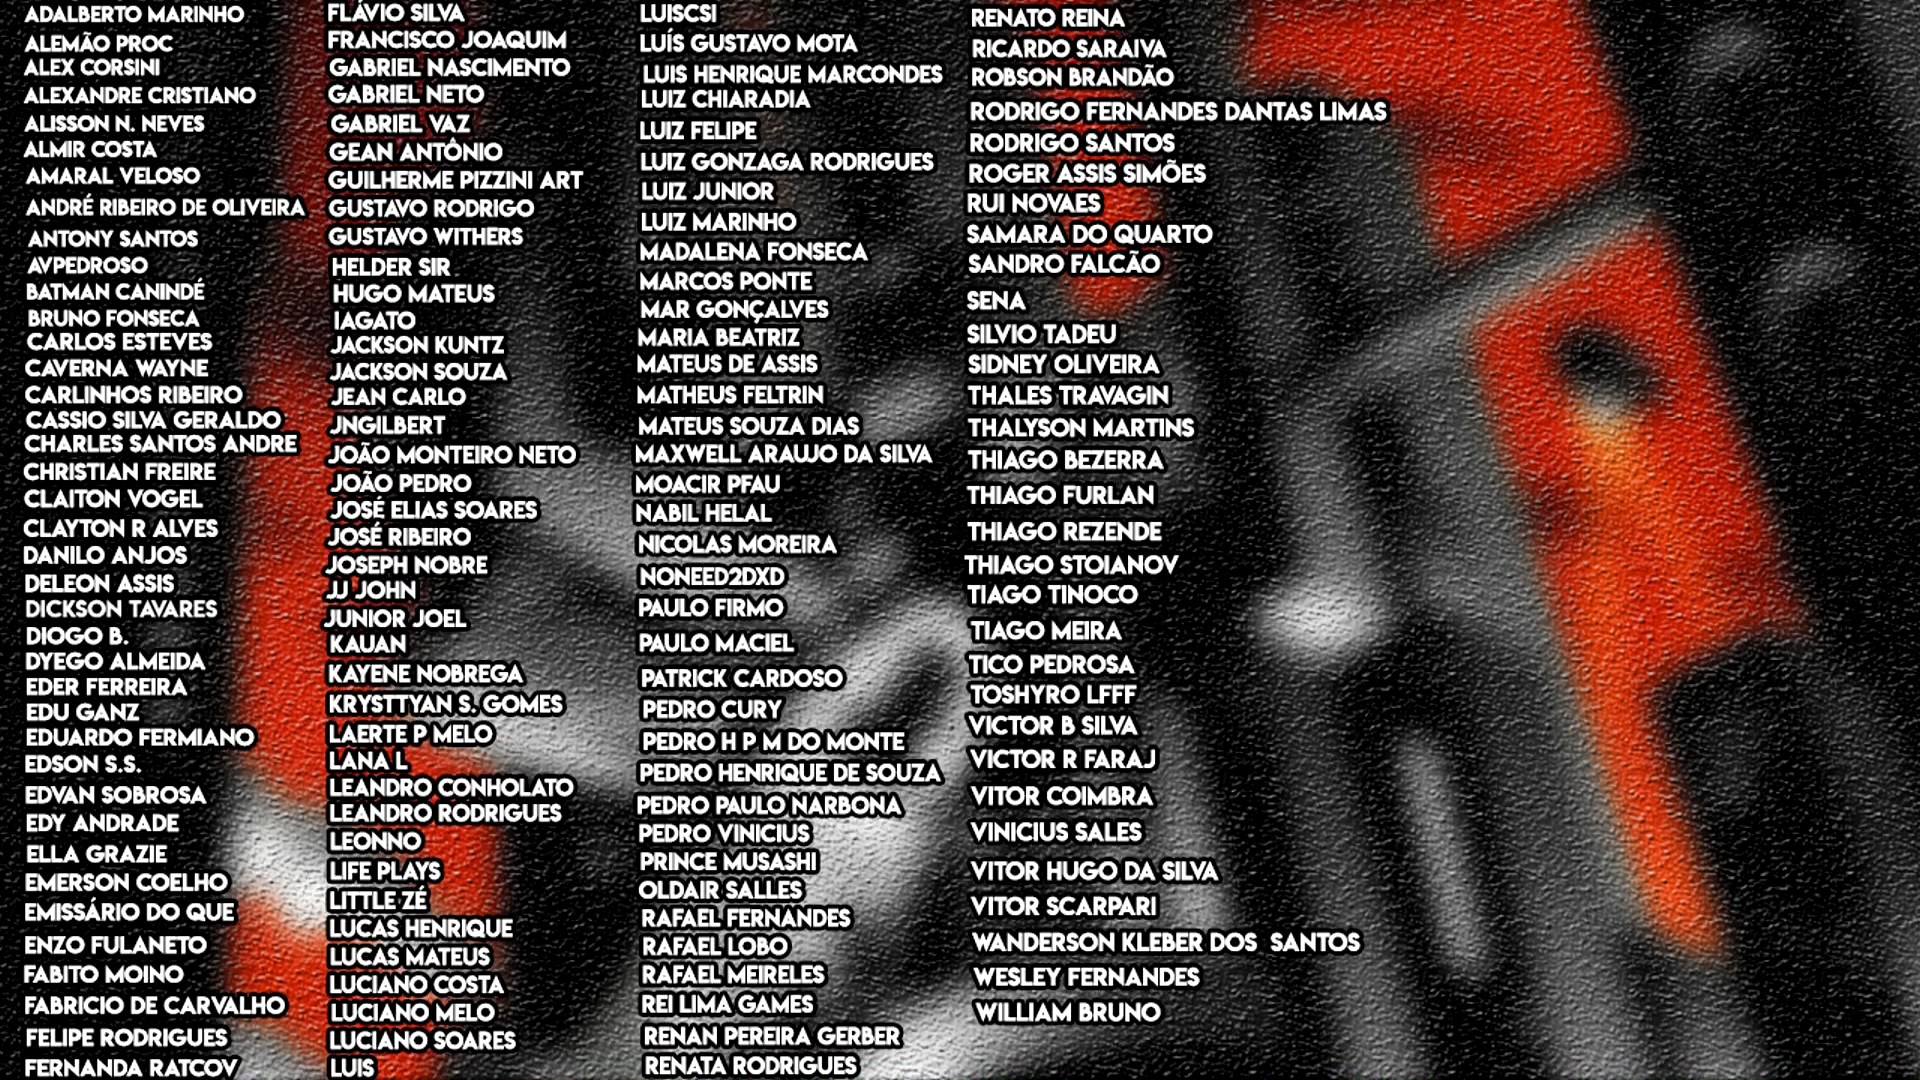 ADALBERTO MARINHO
ALEMÃO PROC
ALEX CORSINI
ALEXANDRE CRISTIANO
ALISSON N. NEVES
ALMIR COSTA
AMARAL VELOSO
ANDRÉ RIBEIRO DE OLIVEIRA
ANTONY SANTOS
AVPEDROSO
BATMAN CANINDÉ
BRUNO FONSECA
CARLOS ESTEVES
CAVERNA WAYNE
CARLINHOS RIBEIRO
CASSIO SILVA GERALDO
CHARLES SANTOS ANDRE
CHRISTIAN FREIRE
CLAITON VOGEL
CLAYTON R ALVES
DANILO ANJOS
DELEON ASSIS
DICKSON TAVARES
DIOGO B.
DYEGO ALMEIDA
EDER FERREIRA
EDU GANZ
EDUARDO FERMIANO
EDSON S.S.
EDVAN SOBROSA
EDY ANDRADE
ELLA GRAZIE
EMERSON COELHO
EMISSÁRIO DO QUE
ENZO FULANETO
FABITO MOINO
FABRICIO DE CARVALHO
FELIPE RODRIGUES
FERNANDA RATCOV
FLÁVIO SILVA
FRANCISCO JOAQUIM
GABRIEL NASCIMENTO
GABRIEL NETO
GABRIEL VAZ
GEAN ANTÔNIO
GUILHERME PIZZINI ART
GUSTAVO RODRIGO
GUSTAVO WITHERS
HELDER SIR
HUGO MATEUS
IAGATO
JACKSON KUNTZ
JACKSON SOUZA
JEAN CARLO
JNGILBERT
JOÃO MONTEIRO NETO
JOÃO PEDRO
JOSÉ ELIAS SOARES
JOSÉ RIBEIRO
JOSEPH NOBRE
JJ JOHN
JUNIOR JOEL
KAUAN
KAYENE NOBREGA
KRYSTTYAN S. GOMES
LAERTE P MELO
LANA L
LEANDRO CONHOLATO
LEANDRO RODRIGUES
LEONNO
LIFE PLAYS
LITTLE ZÉ
LUCAS HENRIQUE
LUCAS MATEUS
LUCIANO COSTA
LUCIANO MELO
LUCIANO SOARES
LUIS
LUISCSI
LUÍS GUSTAVO MOTA
LUIS HENRIQUE MARCONDES
LUIZ CHIARADIA
LUIZ FELIPE
LUIZ GONZAGA RODRIGUES
LUIZ JUNIOR
LUIZ MARINHO
MADALENA FONSECA
MARCOS PONTE
MAR GONÇALVES
MARIA BEATRIZ
MATEUS DE ASSIS
MATHEUS FELTRIN
MATEUS SOUZA DIAS
MAXWELL ARAUJO DA SILVA
MOACIR PFAU
NABIL HELAL
NICOLAS MOREIRA
NONEED2DXD
PAULO FIRMO
PAULO MACIEL
PATRICK CARDOSO
PEDRO CURY
PEDRO H P M DO MONTE
PEDRO HENRIQUE DE SOUZA
PEDRO PAULO NARBONA
PEDRO VINICIUS
PRINCE MUSASHI
OLDAIR SALLES
RAFAEL FERNANDES
RAFAEL LOBO
RAFAEL MEIRELES
REI LIMA GAMES
RENAN PEREIRA GERBER
RENATA RODRIGUES
RENATO REINA
RICARDO SARAIVA
ROBSON BRANDÃO
RODRIGO FERNANDES DANTAS LIMAS
RODRIGO SANTOS
ROGER ASSIS SIMÕES
RUI NOVAES
SAMARA DO QUARTO
SANDRO FALCÃO
SENA
SILVIO TADEU
SIDNEY OLIVEIRA
THALES TRAVAGIN
THALYSON MARTINS
THIAGO BEZERRA
THIAGO FURLAN
THIAGO REZENDE
THIAGO STOIANOV
TIAGO TINOCO
TIAGO MEIRA
TICO PEDROSA
TOSHYRO LFFF
VICTOR B SILVA
VICTOR R FARAJ
VITOR COIMBRA
VINICIUS SALES
VITOR HUGO DA SILVA
VITOR SCARPARI
WANDERSON KLEBER DOS SANTOS
WESLEY FERNANDES
WILLIAM BRUNO